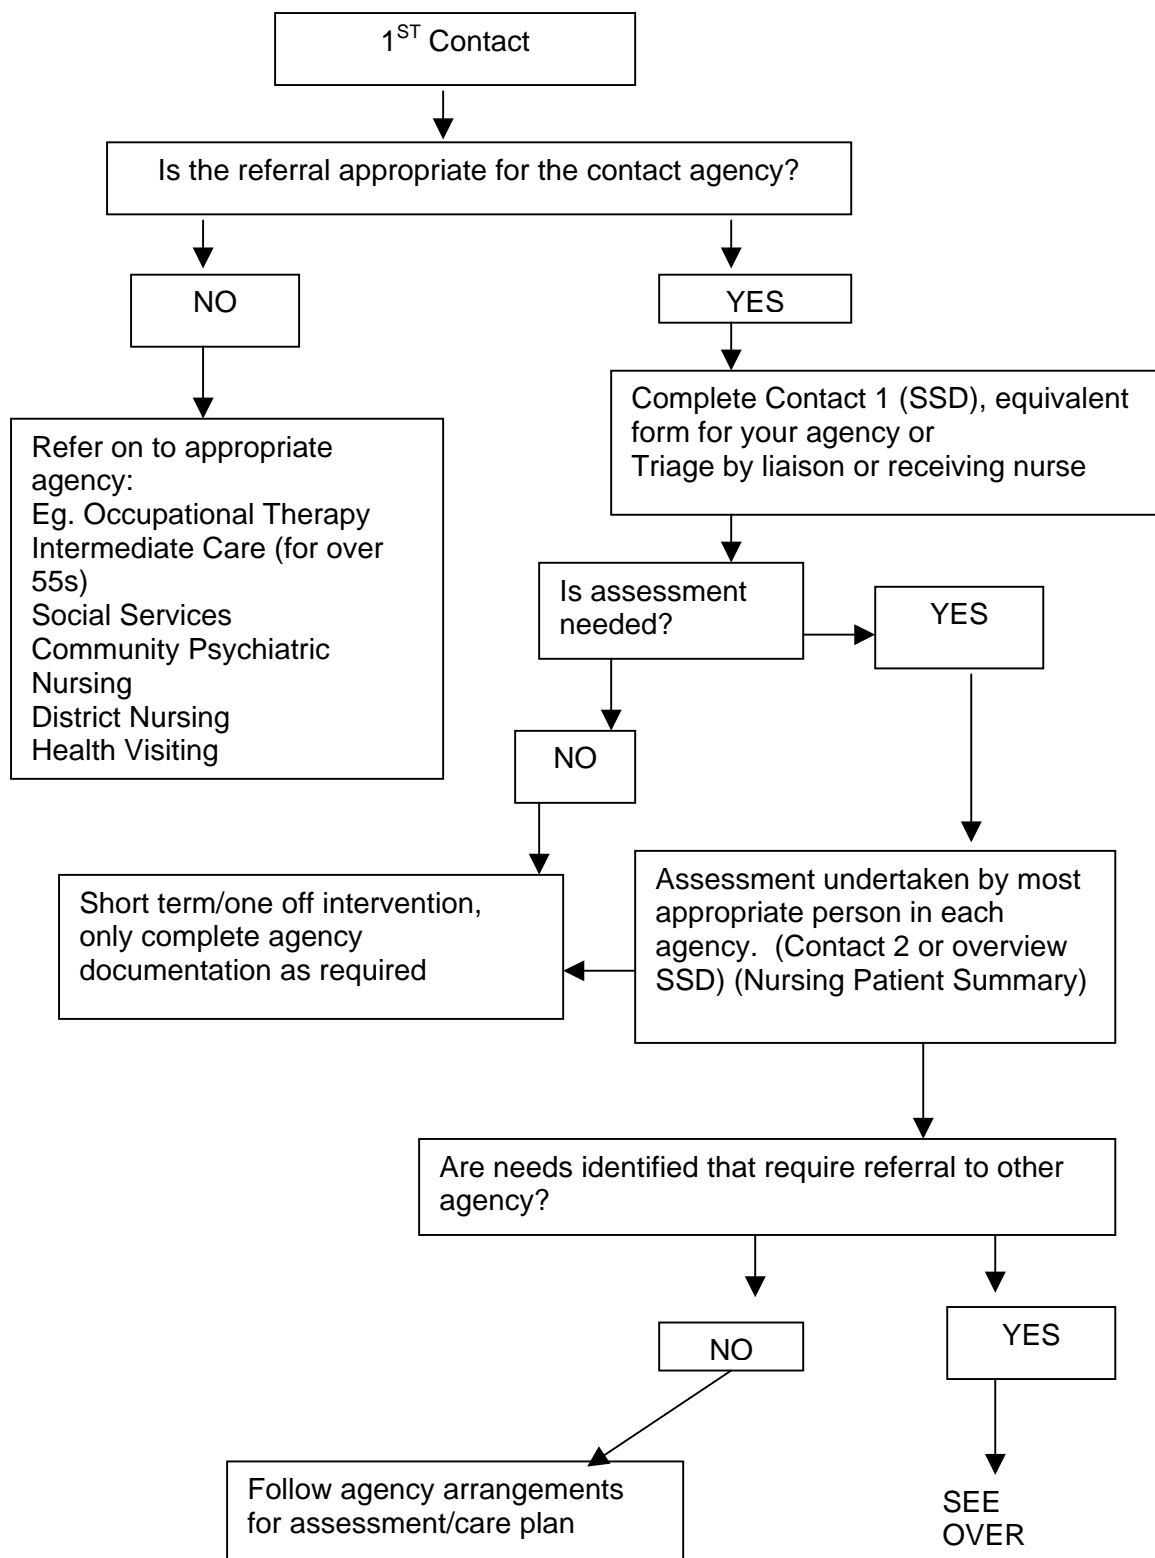 1ST Contact
Is the referral appropriate for the contact agency?
NO
YES
Refer on to appropriate
agency:
Eg. Occupational Therapy
Intermediate Care (for over
55s)
Social Services
Community Psychiatric
Nursing
District Nursing
Health Visiting
Complete Contact 1 (SSD), equivalent
form for your agency or
Triage by liaison or receiving nurse
Is assessment
needed?
YES
NO
Short term/one off intervention,
only complete agency
documentation as required
Assessment undertaken by most
appropriate person in each
agency.  (Contact 2 or overview
SSD) (Nursing Patient Summary)
Are needs identified that require referral to other
agency?
NO
YES
Follow agency arrangements
for assessment/care plan
SEE
OVER